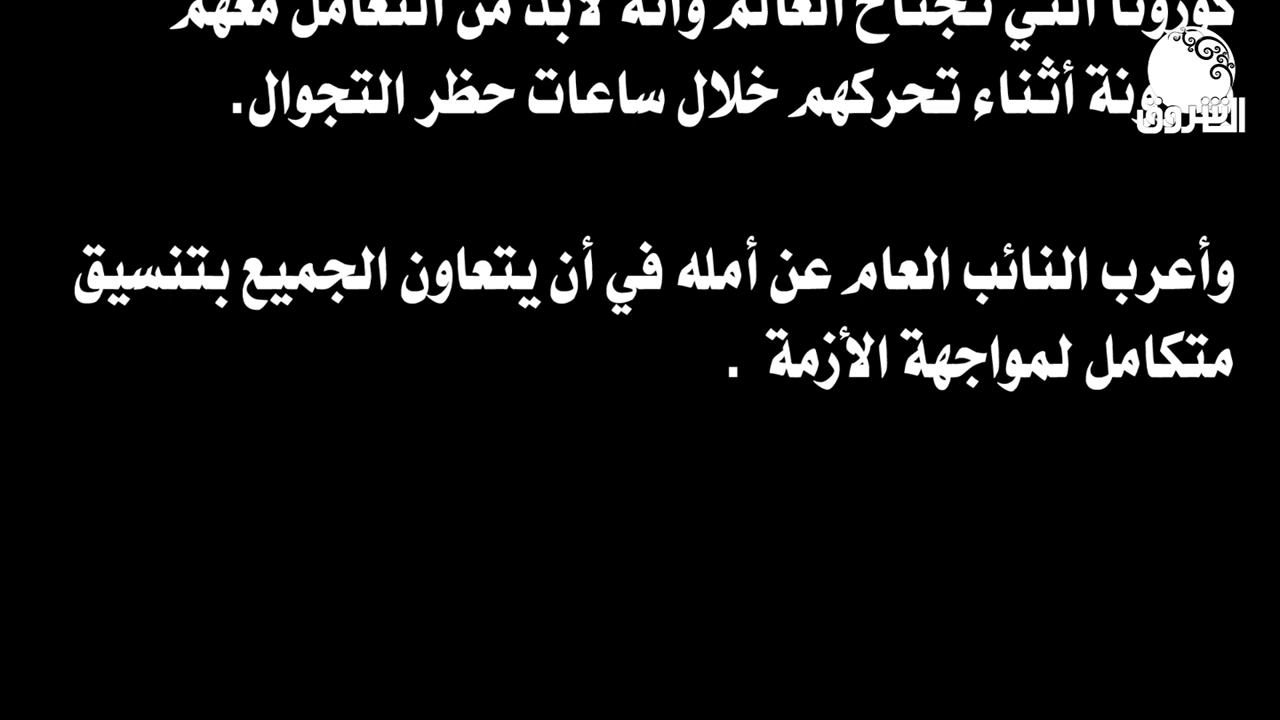 كورونا التي تجتاح العالم وأنه لابد من التعامل معهم
أثناء تحركهم خلال ساعات حظر التجوال.
وأعرب النائب العام عن أمله في أن يتعاون الجميع بتنسيق
متكامل لمواجهة الأزمة .
الشروق